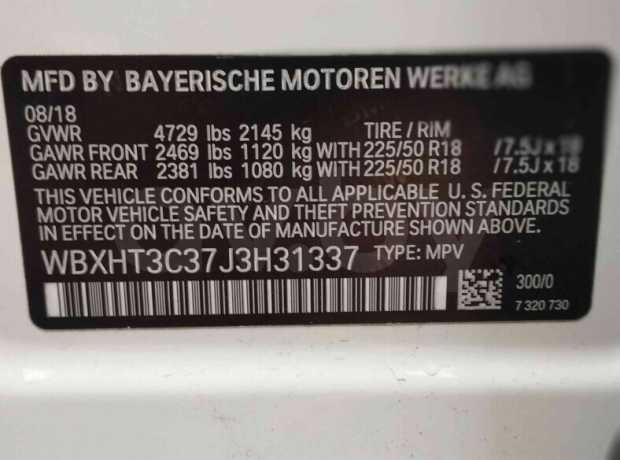 MFD BY BAYERISCHE MOTOREN WERKE AG
08/18
GVWR 4729 lbs 2145 kg TIRE / RIM
GAWR FRONT 2469 lbs 1120 kg WITH 225/50 R18 /7.5J x 18
GAWR REAR 2381 lbs 1080 kg WITH 225/50 R18 /7.5J x 18
THIS VEHICLE CONFORMS TO ALL APPLICABLE U. S. FEDERAL
MOTOR VEHICLE SAFETY AND THEFT PREVENTION STANDARDS
IN EFFECT ON THE DATE OF MANUFACTURE SHOWN ABOVE.
WBXHT3C37J3H31337 TYPE: MPV
300/0
7 320 730